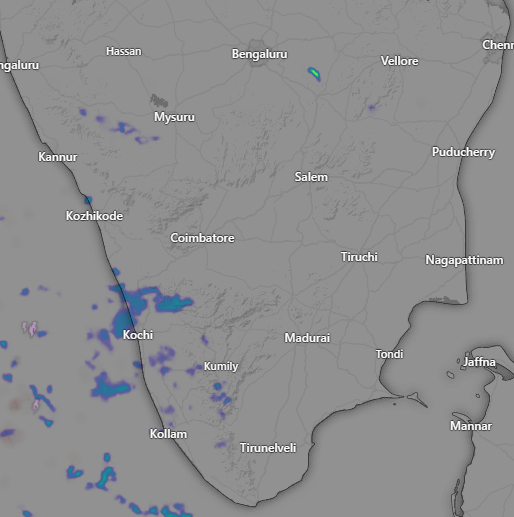 Hassan
Bengaluru
Chenn
ngaluru
Vellore
Mysuru
Kannur
Puducherry
Salem
Kozhikode
Coimbatore
Tiruchi
Nagapattinam
Kochi
Madurai
Tondi
Kumily
Jaffna
Mannar
Kollam
Tirunelveli